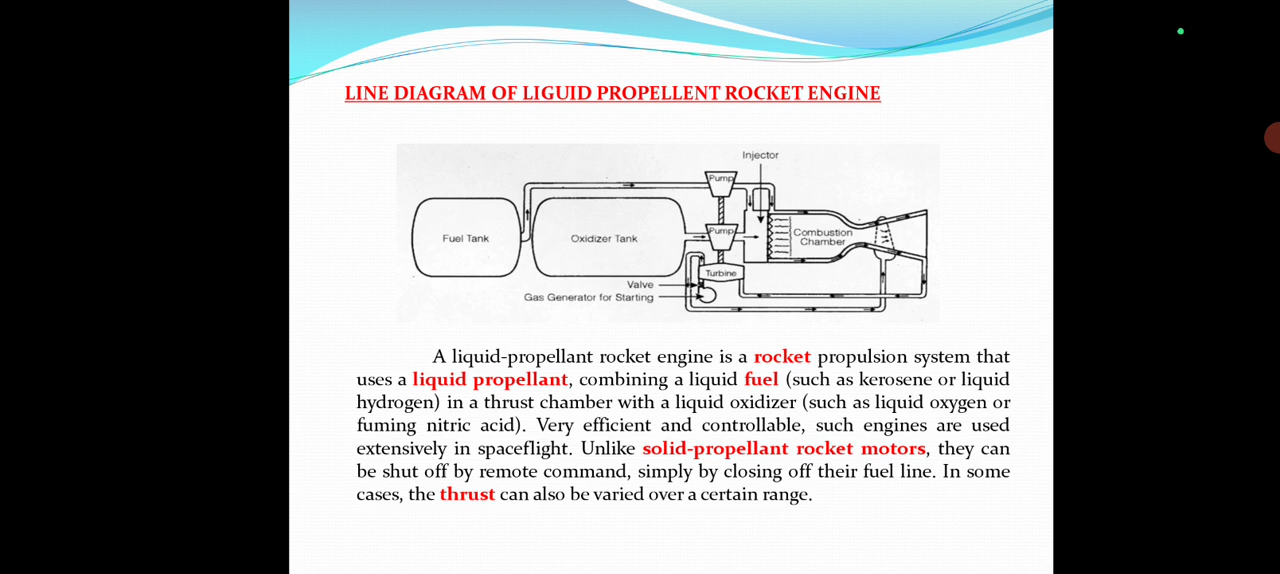 LINE DIAGRAM OF LIGUID PROPELLENT ROCKET ENGINE
Injector
Pump
Fuel Tank
Oxidizer Tank
Pump
Combustion
Chamber
Turbine
Valve
Gas Generator for Starting
A liquid-propellant rocket engine is a rocket propulsion system that
uses a liquid propellant, combining a liquid fuel (such as kerosene or liquid
hydrogen) in a thrust chamber with a liquid oxidizer (such as liquid oxygen or
fuming nitric acid). Very efficient and controllable, such engines are used
extensively in spaceflight. Unlike solid-propellant rocket motors, they can
be shut off by remote command, simply by closing off their fuel line. In some
cases, the thrust can also be varied over a certain range.